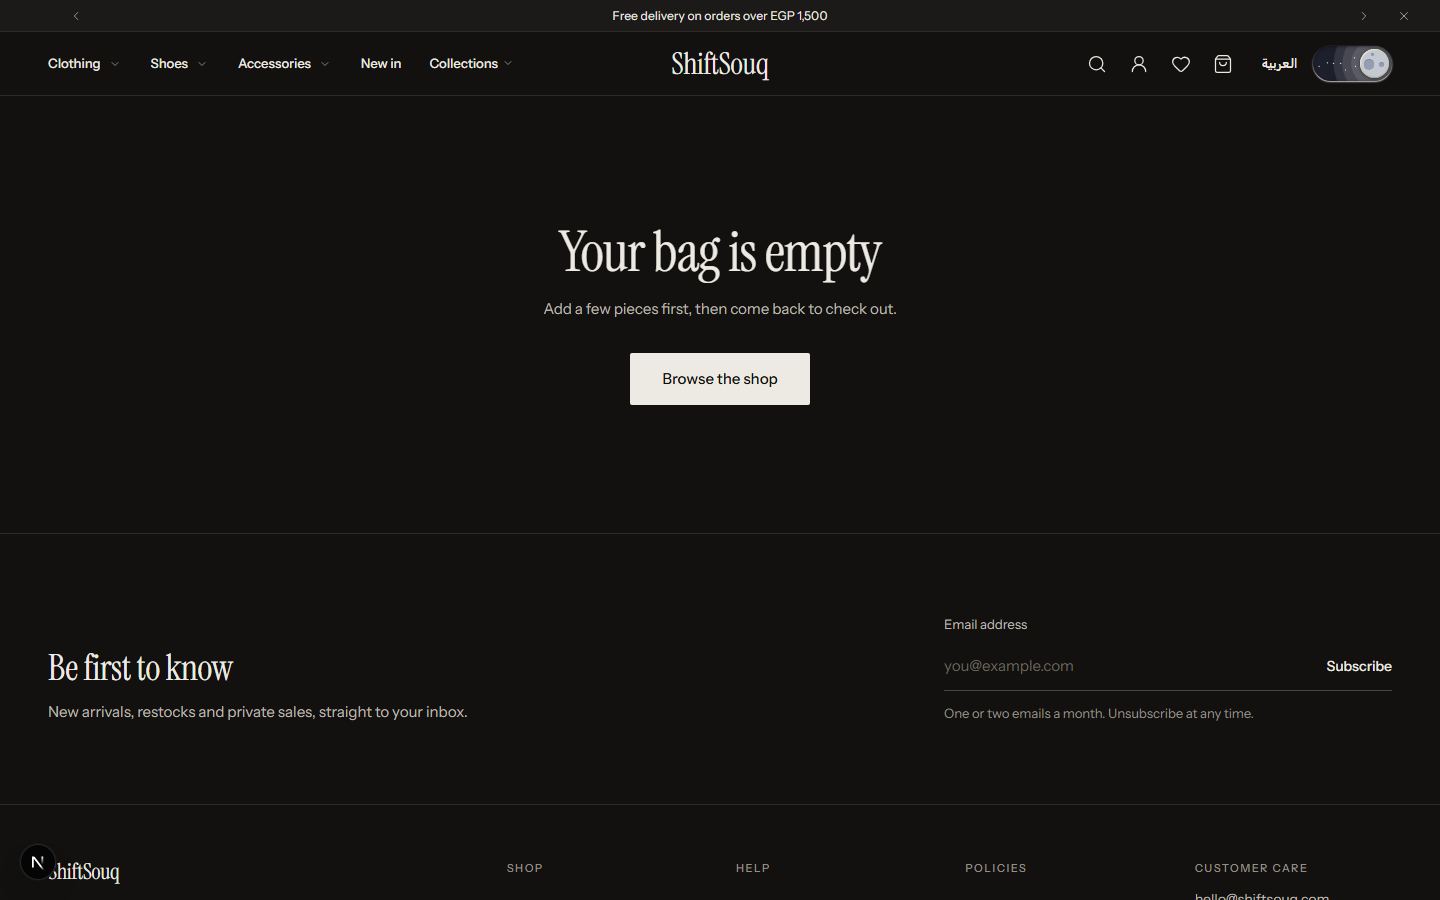 Free delivery on orders over EGP 1,500
Clothing
Shoes
Accessories
New in
Collections
ShiftSouq
العربية
Your bag is empty
Add a few pieces first, then come back to check out.
Browse the shop
Be first to know
New arrivals, restocks and private sales, straight to your inbox.
Email address
you@example.com
Subscribe
One or two emails a month. Unsubscribe at any time.
N
ShiftSouq
SHOP
HELP
POLICIES
CUSTOMER CARE
hello@shiftsouq.com